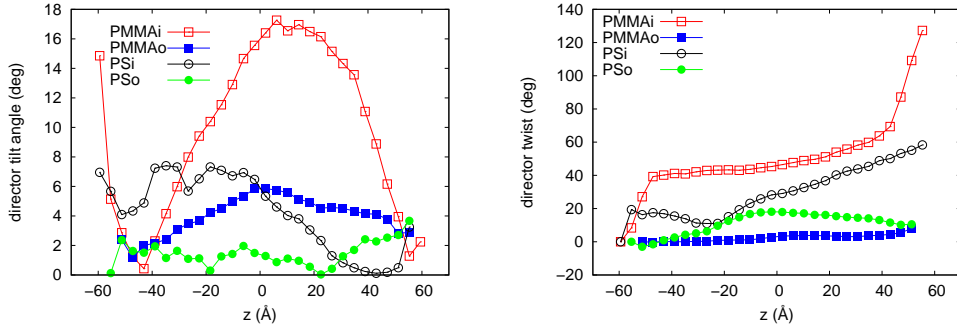 director tilt angle (deg)
18
16
14
12
10
8
6
4
2
0
PMMAi
PMMAo
PSi
PSo
−60
−40
−20
0
20
40
60
z (Å)
director twist (deg)
140
120
100
80
60
40
20
0
−20
PMMAi
PMMAo
PSi
PSo
−60
−40
−20
0
20
40
60
z (Å)